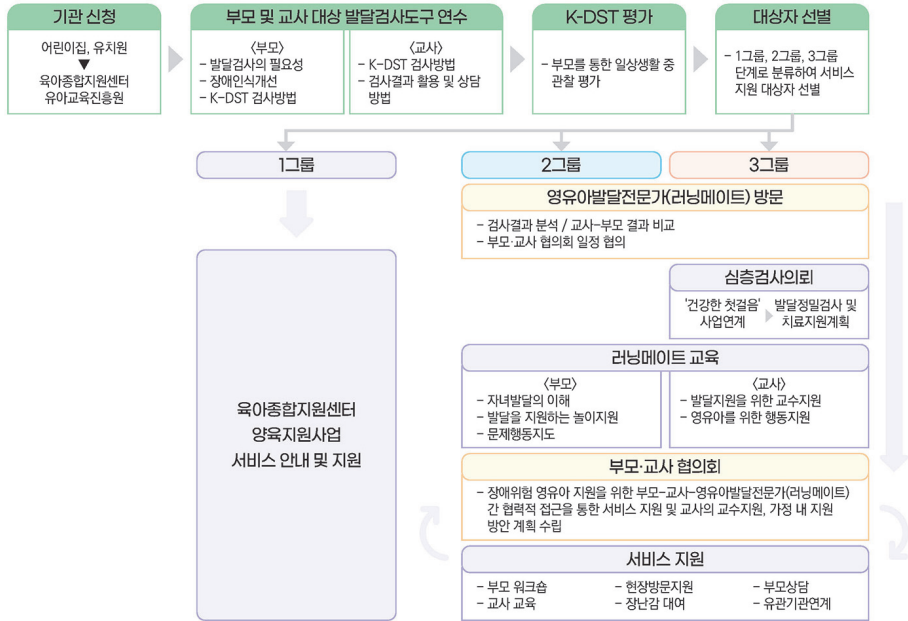 기관 신청
어린이집, 유치원
육아종합지원센터
유아교육진흥원
부모 및 교사 대상 발달검사도구 연수
〈부모〉
- 발달검사의 필요성
- 장애인식개선
- K-DST 검사방법
〈교사〉
- K-DST 검사방법
- 검사결과 활용 및 상담
방법
K-DST 평가
- 부모를 통한 일상생활 중
관찰 평가
대상자 선별
- 1그룹, 2그룹, 3그룹
단계로 분류하여 서비스
지원 대상자 선별
1그룹
2그룹
3그룹
육아종합지원센터
양육지원사업
서비스 안내 및 지원
영유아발달전문가(러닝메이트) 방문
- 검사결과 분석 / 교사-부모 결과 비교
- 부모·교사 협의회 일정 협의
심층검사의뢰
'건강한 첫걸음'
사업연계
발달정밀검사 및
치료지원계획
러닝메이트 교육
〈부모〉
- 자녀발달의 이해
- 발달을 지원하는 놀이지원
- 문제행동지도
〈교사〉
- 발달지원을 위한 교수지원
- 영유아를 위한 행동지원
부모·교사 협의회
- 장애위험 영유아 지원을 위한 부모-교사-영유아발달전문가(러닝메이트)
간 협력적 접근을 통한 서비스 지원 및 교사의 교수지원, 가정 내 지원
방안 계획 수립
서비스 지원
- 부모 워크숍
- 현장방문지원
- 부모상담
- 교사 교육
- 장난감 대여
- 유관기관연계